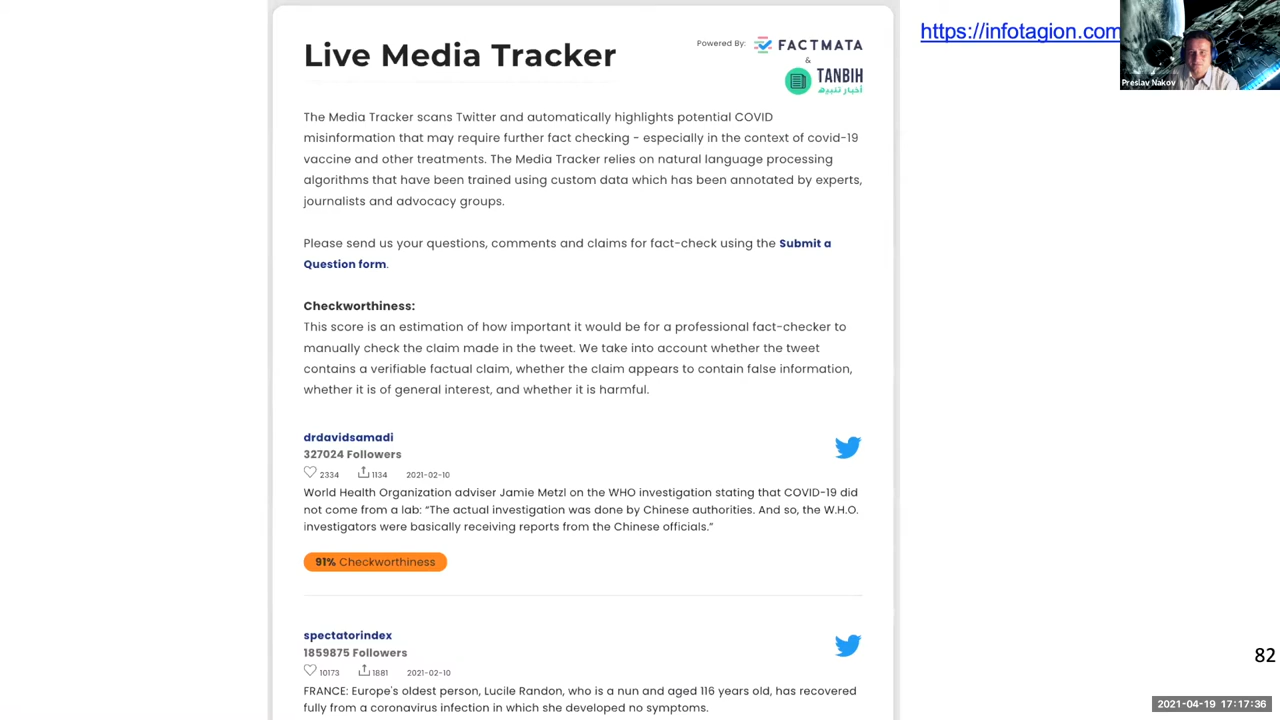 https://infotagion.com
Preslav Nakov
Live Media Tracker
Powered By: FACTMATA
&
TANBIH
أخبار تنبيه
The Media Tracker scans Twitter and automatically highlights potential COVID
misinformation that may require further fact checking - especially in the context of covid-19
vaccine and other treatments. The Media Tracker relies on natural language processing
algorithms that have been trained using custom data which has been annotated by experts,
journalists and advocacy groups.
Please send us your questions, comments and claims for fact-check using the Submit a
Question form.
Checkworthiness:
This score is an estimation of how important it would be for a professional fact-checker to
manually check the claim made in the tweet. We take into account whether the tweet
contains a verifiable factual claim, whether the claim appears to contain false information,
whether it is of general interest, and whether it is harmful.
drdavidsamadi
327024 Followers
2334 1134 2021-02-10
World Health Organization adviser Jamie Metzl on the WHO investigation stating that COVID-19 did
not come from a lab: “The actual investigation was done by Chinese authorities. And so, the W.H.O.
investigators were basically receiving reports from the Chinese officials.”
91% Checkworthiness
spectatorindex
1859875 Followers
10173 1881 2021-02-10
FRANCE: Europe's oldest person, Lucile Randon, who is a nun and aged 116 years old, has recovered
fully from a coronavirus infection in which she developed no symptoms.
82
2021-04-19 17:17:36